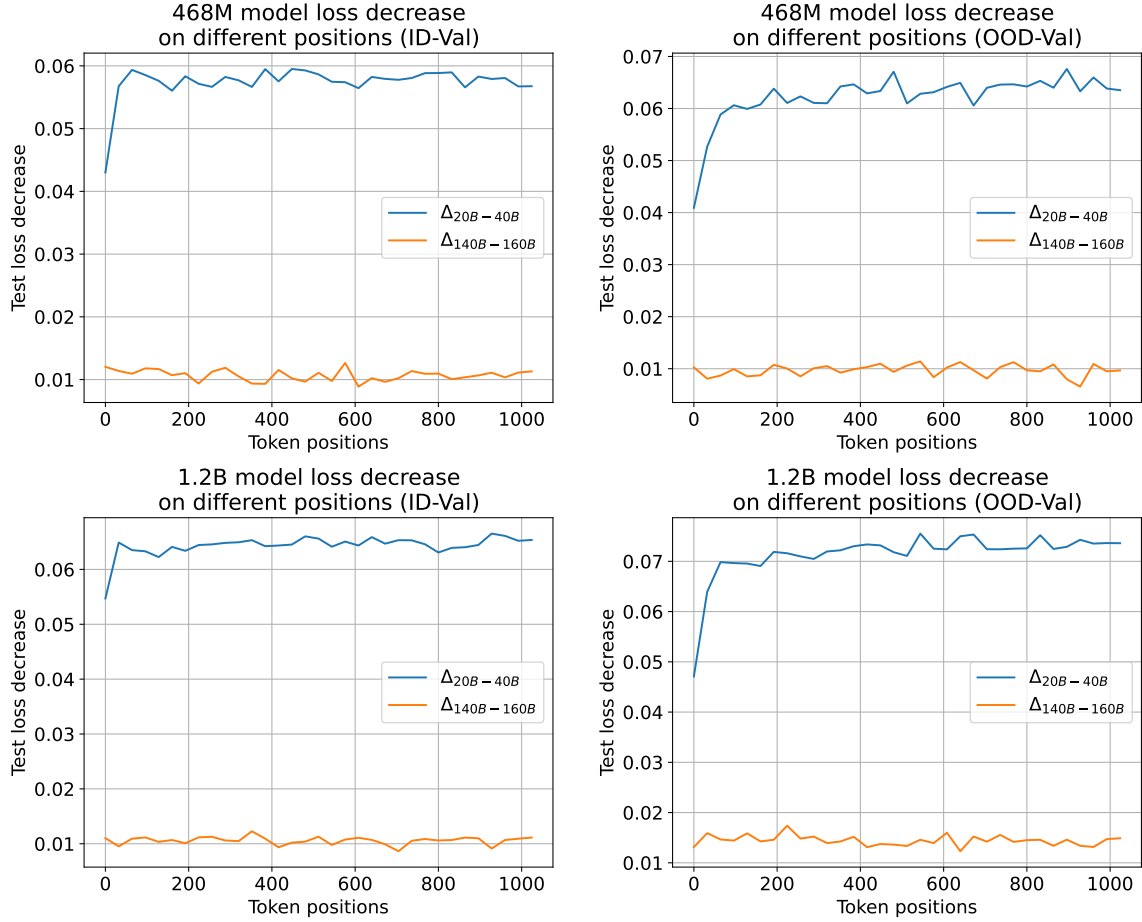 468M model loss decrease
on different positions (ID-Val)
0.06
0.05
0.04
0.03
0.02
0.01
Test loss decrease
Δ20B−40B
Δ140B−160B
0 200 400 600 800 1000
Token positions
468M model loss decrease
on different positions (OOD-Val)
0.07
0.06
0.05
0.04
0.03
0.02
0.01
Test loss decrease
Δ20B−40B
Δ140B−160B
0 200 400 600 800 1000
Token positions
1.2B model loss decrease
on different positions (ID-Val)
0.06
0.05
0.04
0.03
0.02
0.01
Test loss decrease
Δ20B−40B
Δ140B−160B
0 200 400 600 800 1000
Token positions
1.2B model loss decrease
on different positions (OOD-Val)
0.07
0.06
0.05
0.04
0.03
0.02
0.01
Test loss decrease
Δ20B−40B
Δ140B−160B
0 200 400 600 800 1000
Token positions